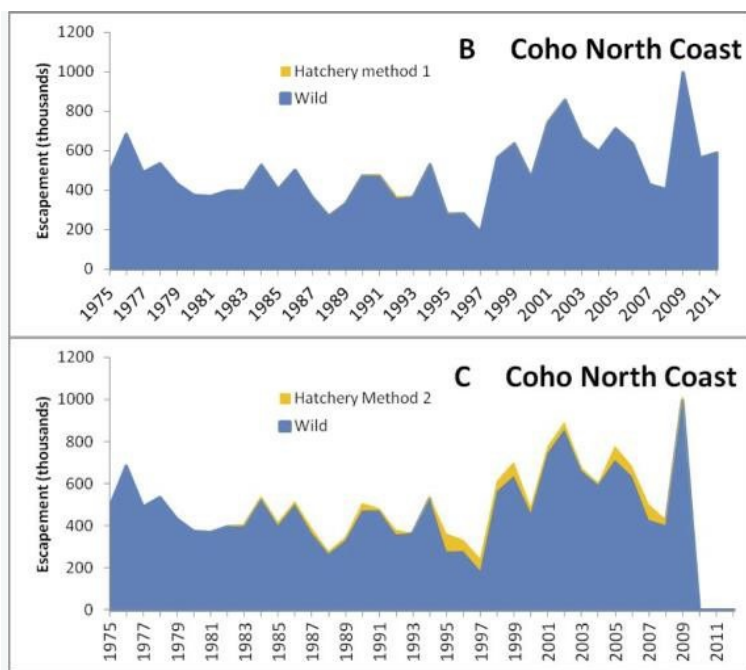 B Coho North Coast
Hatchery method 1
Wild
Escapement (thousands)
1200
1000
800
600
400
200
0
1975 1977 1979 1981 1983 1985 1987 1989 1991 1993 1995 1997 1999 2001 2003 2005 2007 2009 2011
C Coho North Coast
Hatchery Method 2
Wild
Escapement (thousands)
1200
1000
800
600
400
200
0
1975 1977 1979 1981 1983 1985 1987 1989 1991 1993 1995 1997 1999 2001 2003 2005 2007 2009 2011